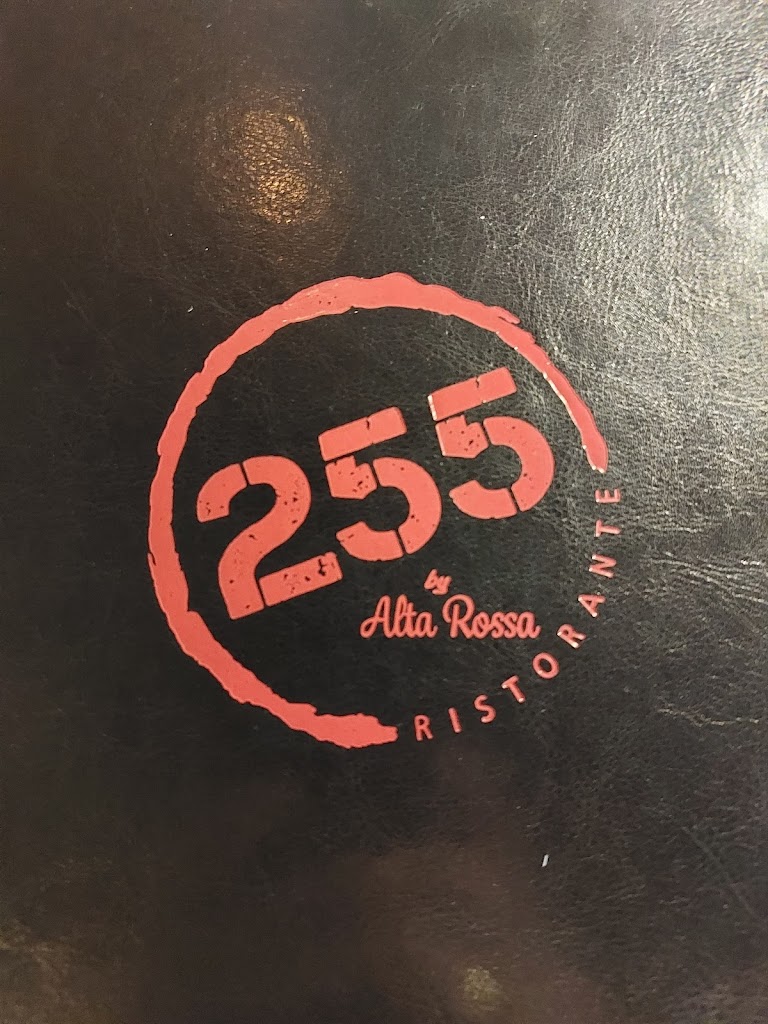 255
by
Alta Rossa
RISTORANTE